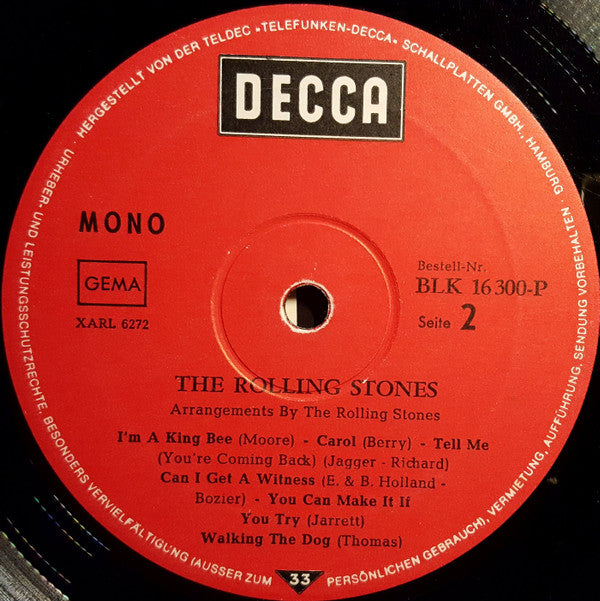 · HERGESTELLT VON DER TELDEC »TELEFUNKEN-DECCA« SCHALLPLATTEN GMBH., HAMBURG
DECCA
MONO
GEMA
XARL 6272
Bestell-Nr.
BLK 16 300-P
Seite 2
THE ROLLING STONES
Arrangements By The Rolling Stones
I'm A King Bee (Moore) - Carol (Berry) - Tell Me
(You're Coming Back) (Jagger - Richard)
Can I Get A Witness (E. & B. Holland -
Bozier) - You Can Make It If
You Try (Jarrett)
Walking The Dog (Thomas)
33
URHEBER- UND LEISTUNGSSCHUTZRECHTE, BESONDERS VERVIELFÄLTIGUNG (AUSSER ZUM PERSÖNLICHEN GEBRAUCH), VERMIETUNG, AUFFÜHRUNG, SENDUNG VORBEHALTEN